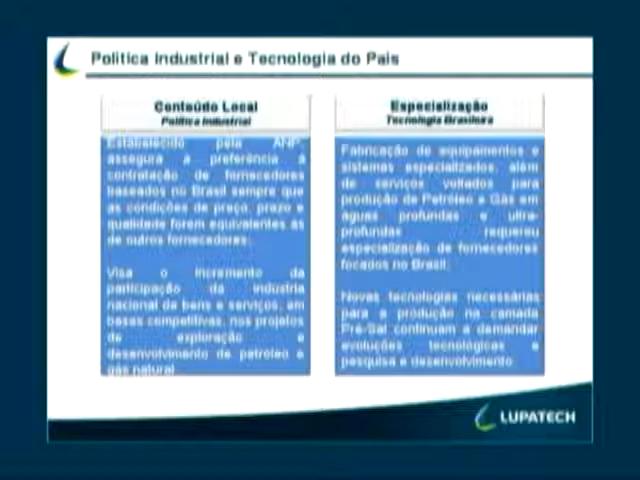 Política Industrial e Tecnologia do País
Conteúdo Local
Política Industrial
Estabelecido pela ANP,
assegura a preferência à
contratação de fornecedores
baseados no Brasil sempre que
as condições de preço, prazo e
qualidade forem equivalentes às
de outros fornecedores;
Visa o incremento da
participação da indústria
nacional de bens e serviços, em
bases competitivas, nos projetos
de exploração e
desenvolvimento de petróleo e
gás natural
Especialização
Tecnologia Brasileira
Fabricação de equipamentos e
sistemas especializados, além
de serviços voltados para
produção de Petróleo e Gás em
águas profundas e ultra-
profundas requereu
especialização de fornecedores
focados no Brasil;
Novas tecnologias necessárias
para a produção na camada
Pré-Sal continuam a demandar
evoluções tecnológicas e
pesquisa e desenvolvimento
LUPATECH